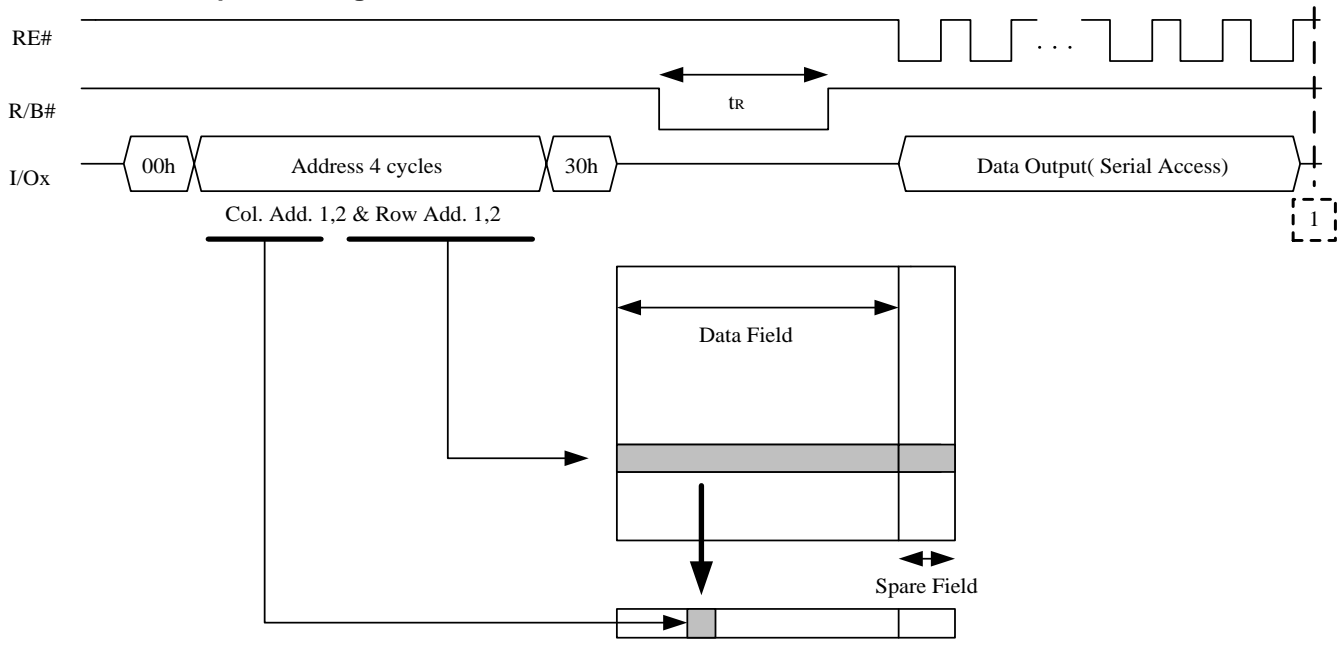 RE#
. . .
R/B#
tR
I/Ox
00h
Address 4 cycles
30h
Data Output( Serial Access)
Col. Add. 1,2 & Row Add. 1,2
1
Data Field
Spare Field